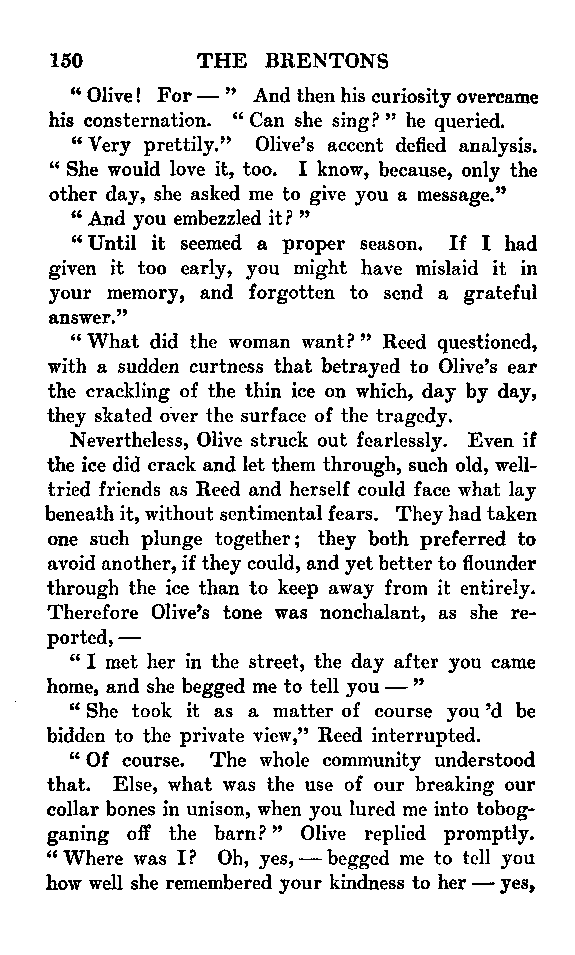 150 THE BRENTONS
“ Olive! For — ” And then his curiosity overcame
his consternation. “ Can she sing? ” he queried.
“ Very prettily.” Olive's accent defied analysis.
“ She would love it, too. I know, because, only the
other day, she asked me to give you a message.”
“ And you embezzled it? ”
“ Until it seemed a proper season. If I had
given it too early, you might have mislaid it in
your memory, and forgotten to send a grateful
answer.”
“ What did the woman want? ” Reed questioned,
with a sudden curtness that betrayed to Olive's ear
the crackling of the thin ice on which, day by day,
they skated over the surface of the tragedy.
Nevertheless, Olive struck out fearlessly. Even if
the ice did crack and let them through, such old, well-
tried friends as Reed and herself could face what lay
beneath it, without sentimental fears. They had taken
one such plunge together; they both preferred to
avoid another, if they could, and yet better to flounder
through the ice than to keep away from it entirely.
Therefore Olive's tone was nonchalant, as she re-
ported, —
“ I met her in the street, the day after you came
home, and she begged me to tell you — ”
“ She took it as a matter of course you 'd be
bidden to the private view,” Reed interrupted.
“ Of course. The whole community understood
that. Else, what was the use of our breaking our
collar bones in unison, when you lured me into tobog-
ganing off the barn? ” Olive replied promptly.
“ Where was I? Oh, yes, — begged me to tell you
how well she remembered your kindness to her — yes,